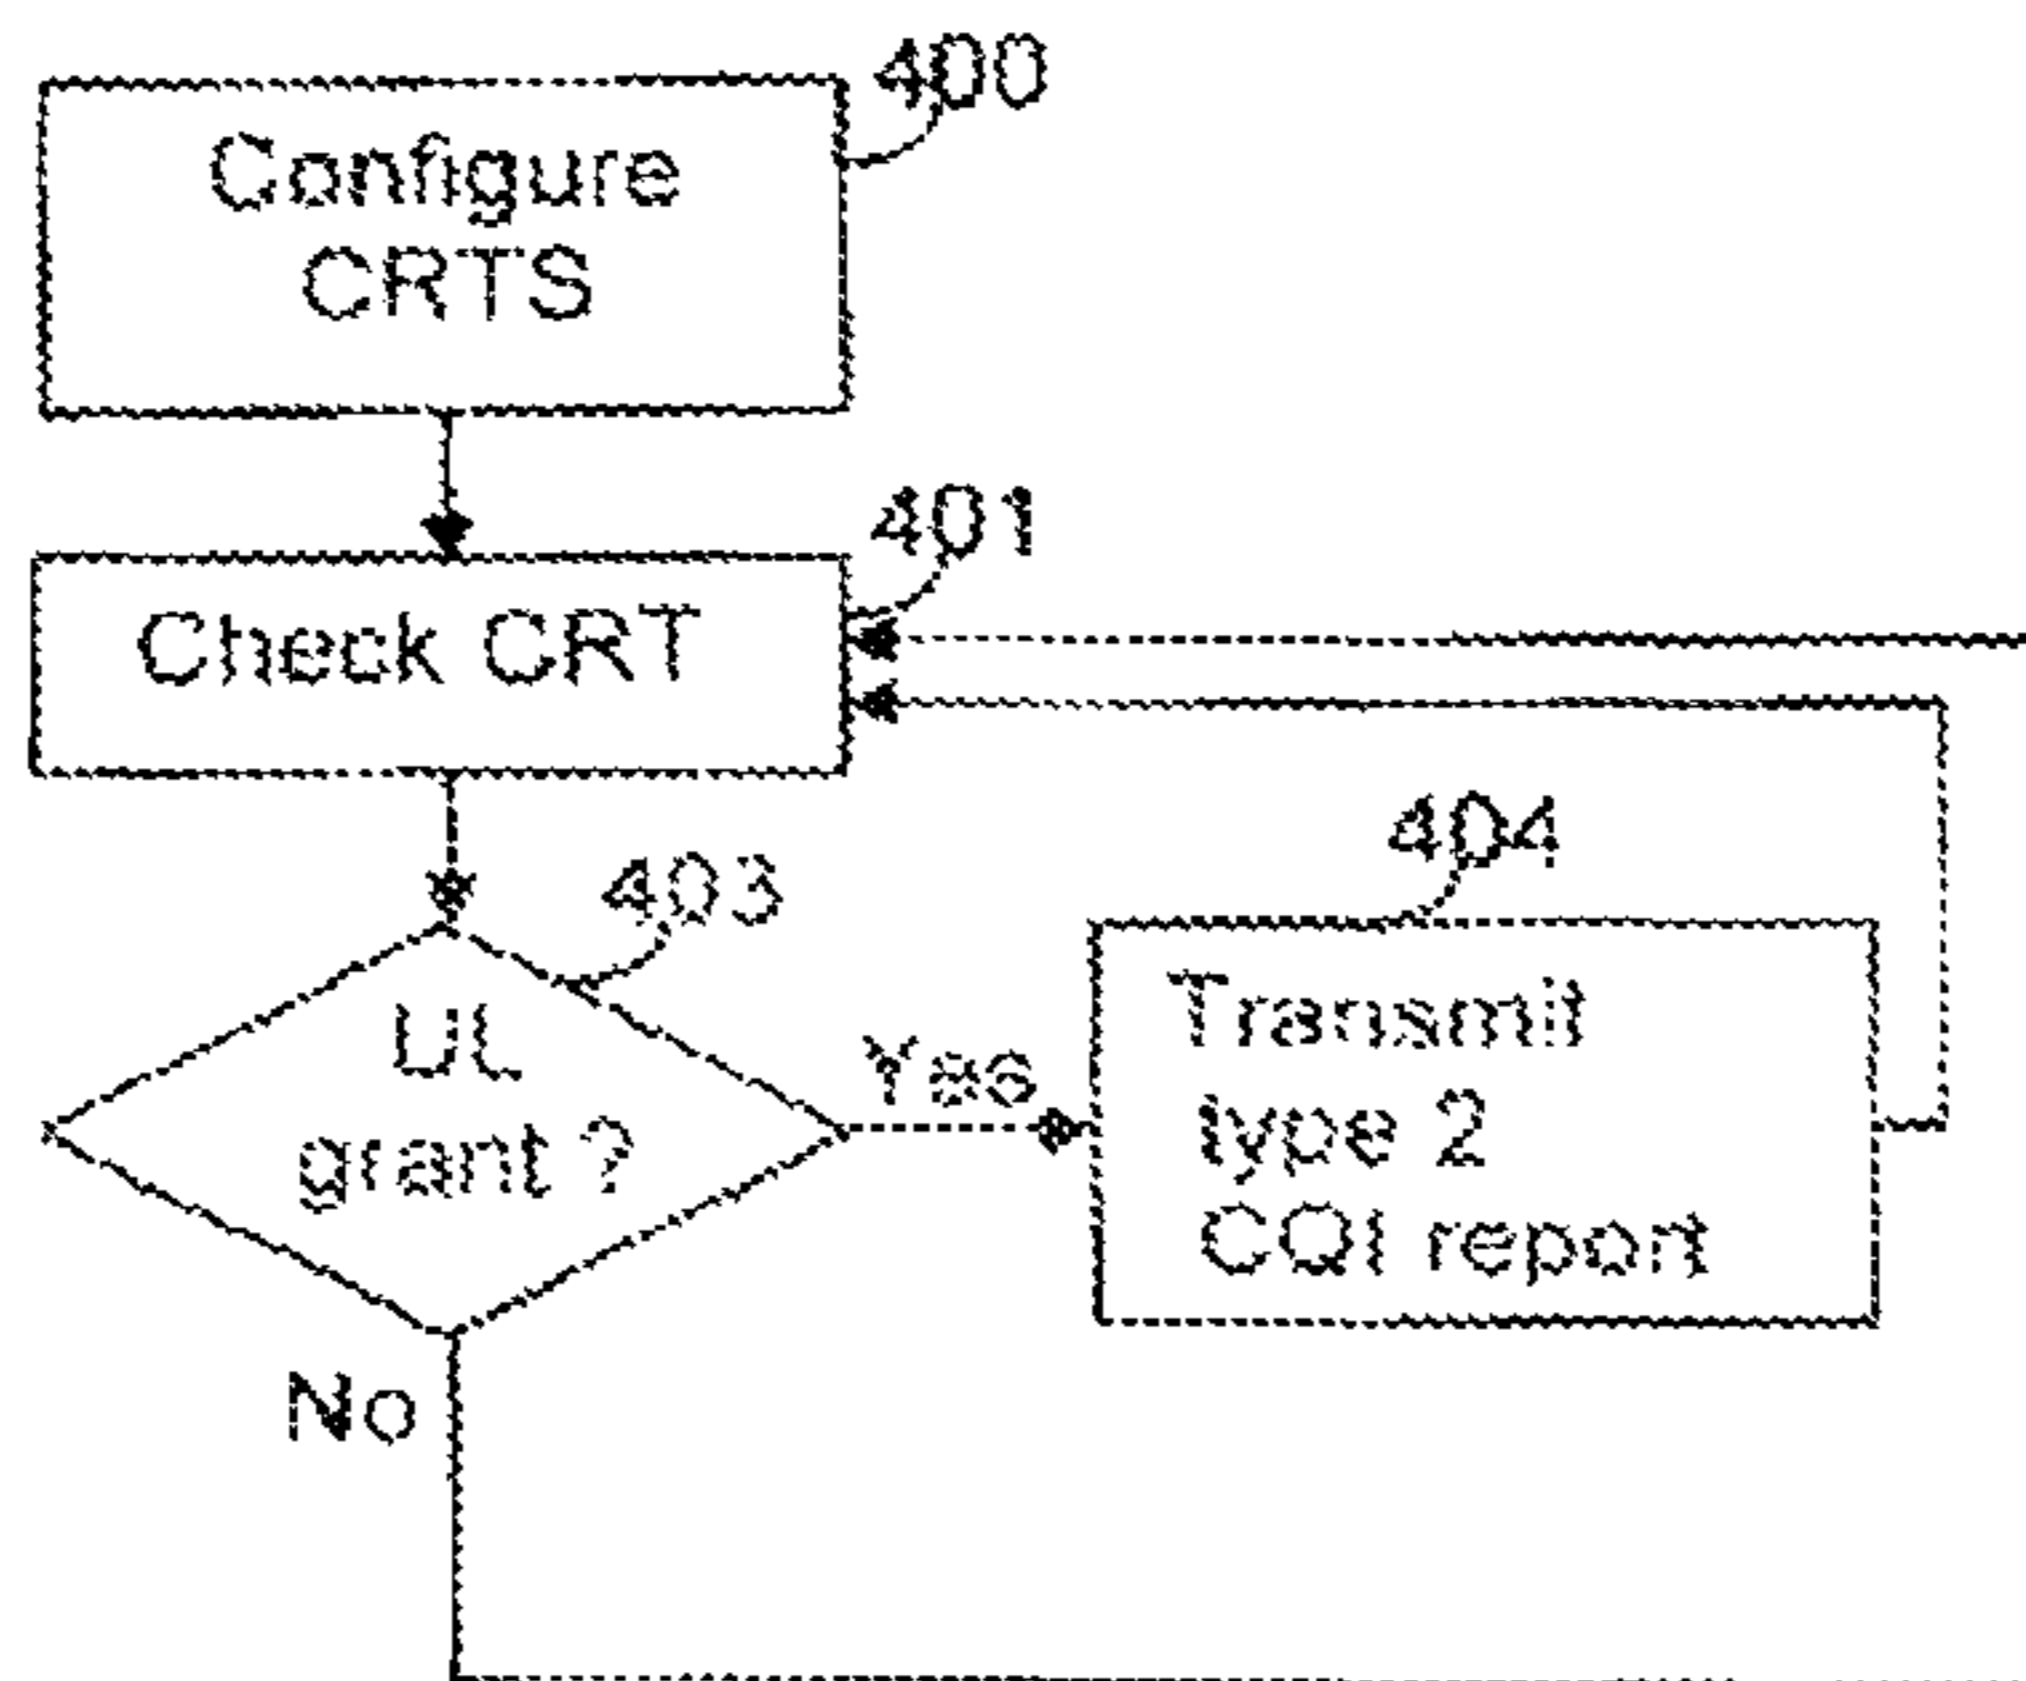 400
Configure
CRTS
401
Check CRT
404
403
UL
grant ?
Yes
Transmit
type 2
CQI report
No